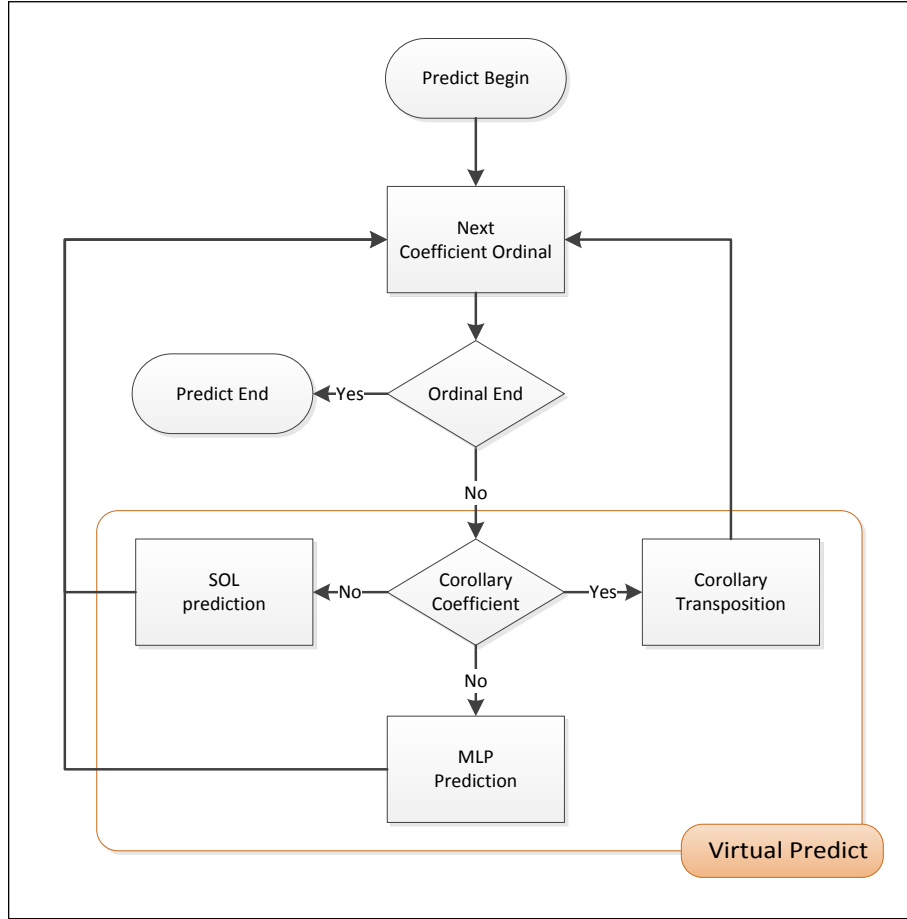 Predict Begin
Next
Coefficient Ordinal
Predict End
Yes
Ordinal End
No
SOL
prediction
No
Corollary
Coefficient
Yes
Corollary
Transposition
No
MLP
Prediction
Virtual Predict